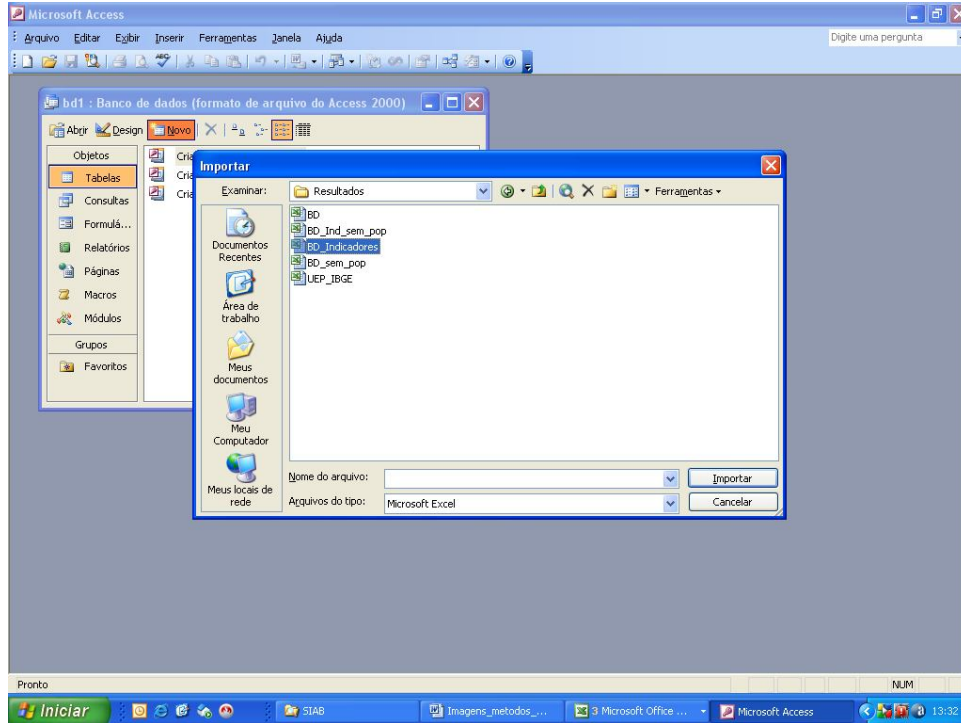 Microsoft Access
Arquivo Editar Exibir Inserir Ferramentas Janela Ajuda
Digite uma pergunta
bd1 : Banco de dados (formato de arquivo do Access 2000)
Abrir Design Novo
Objetos
Tabelas
Consultas
Formulá...
Relatórios
Páginas
Macros
Módulos
Grupos
Favoritos
Cria
Cria
Cria
Importar
Examinar: Resultados
Ferramentas
Documentos Recentes
Área de trabalho
Meus documentos
Meu Computador
Meus locais de rede
BD
BD_Ind_sem_pop
BD_Indicadores
BD_sem_pop
UEP_IBGE
Nome do arquivo: Importar
Arquivos do tipo: Microsoft Excel Cancelar
Pronto NUM
Iniciar SIAB Imagens_metodos_... 3 Microsoft Office ... Microsoft Access 13:32